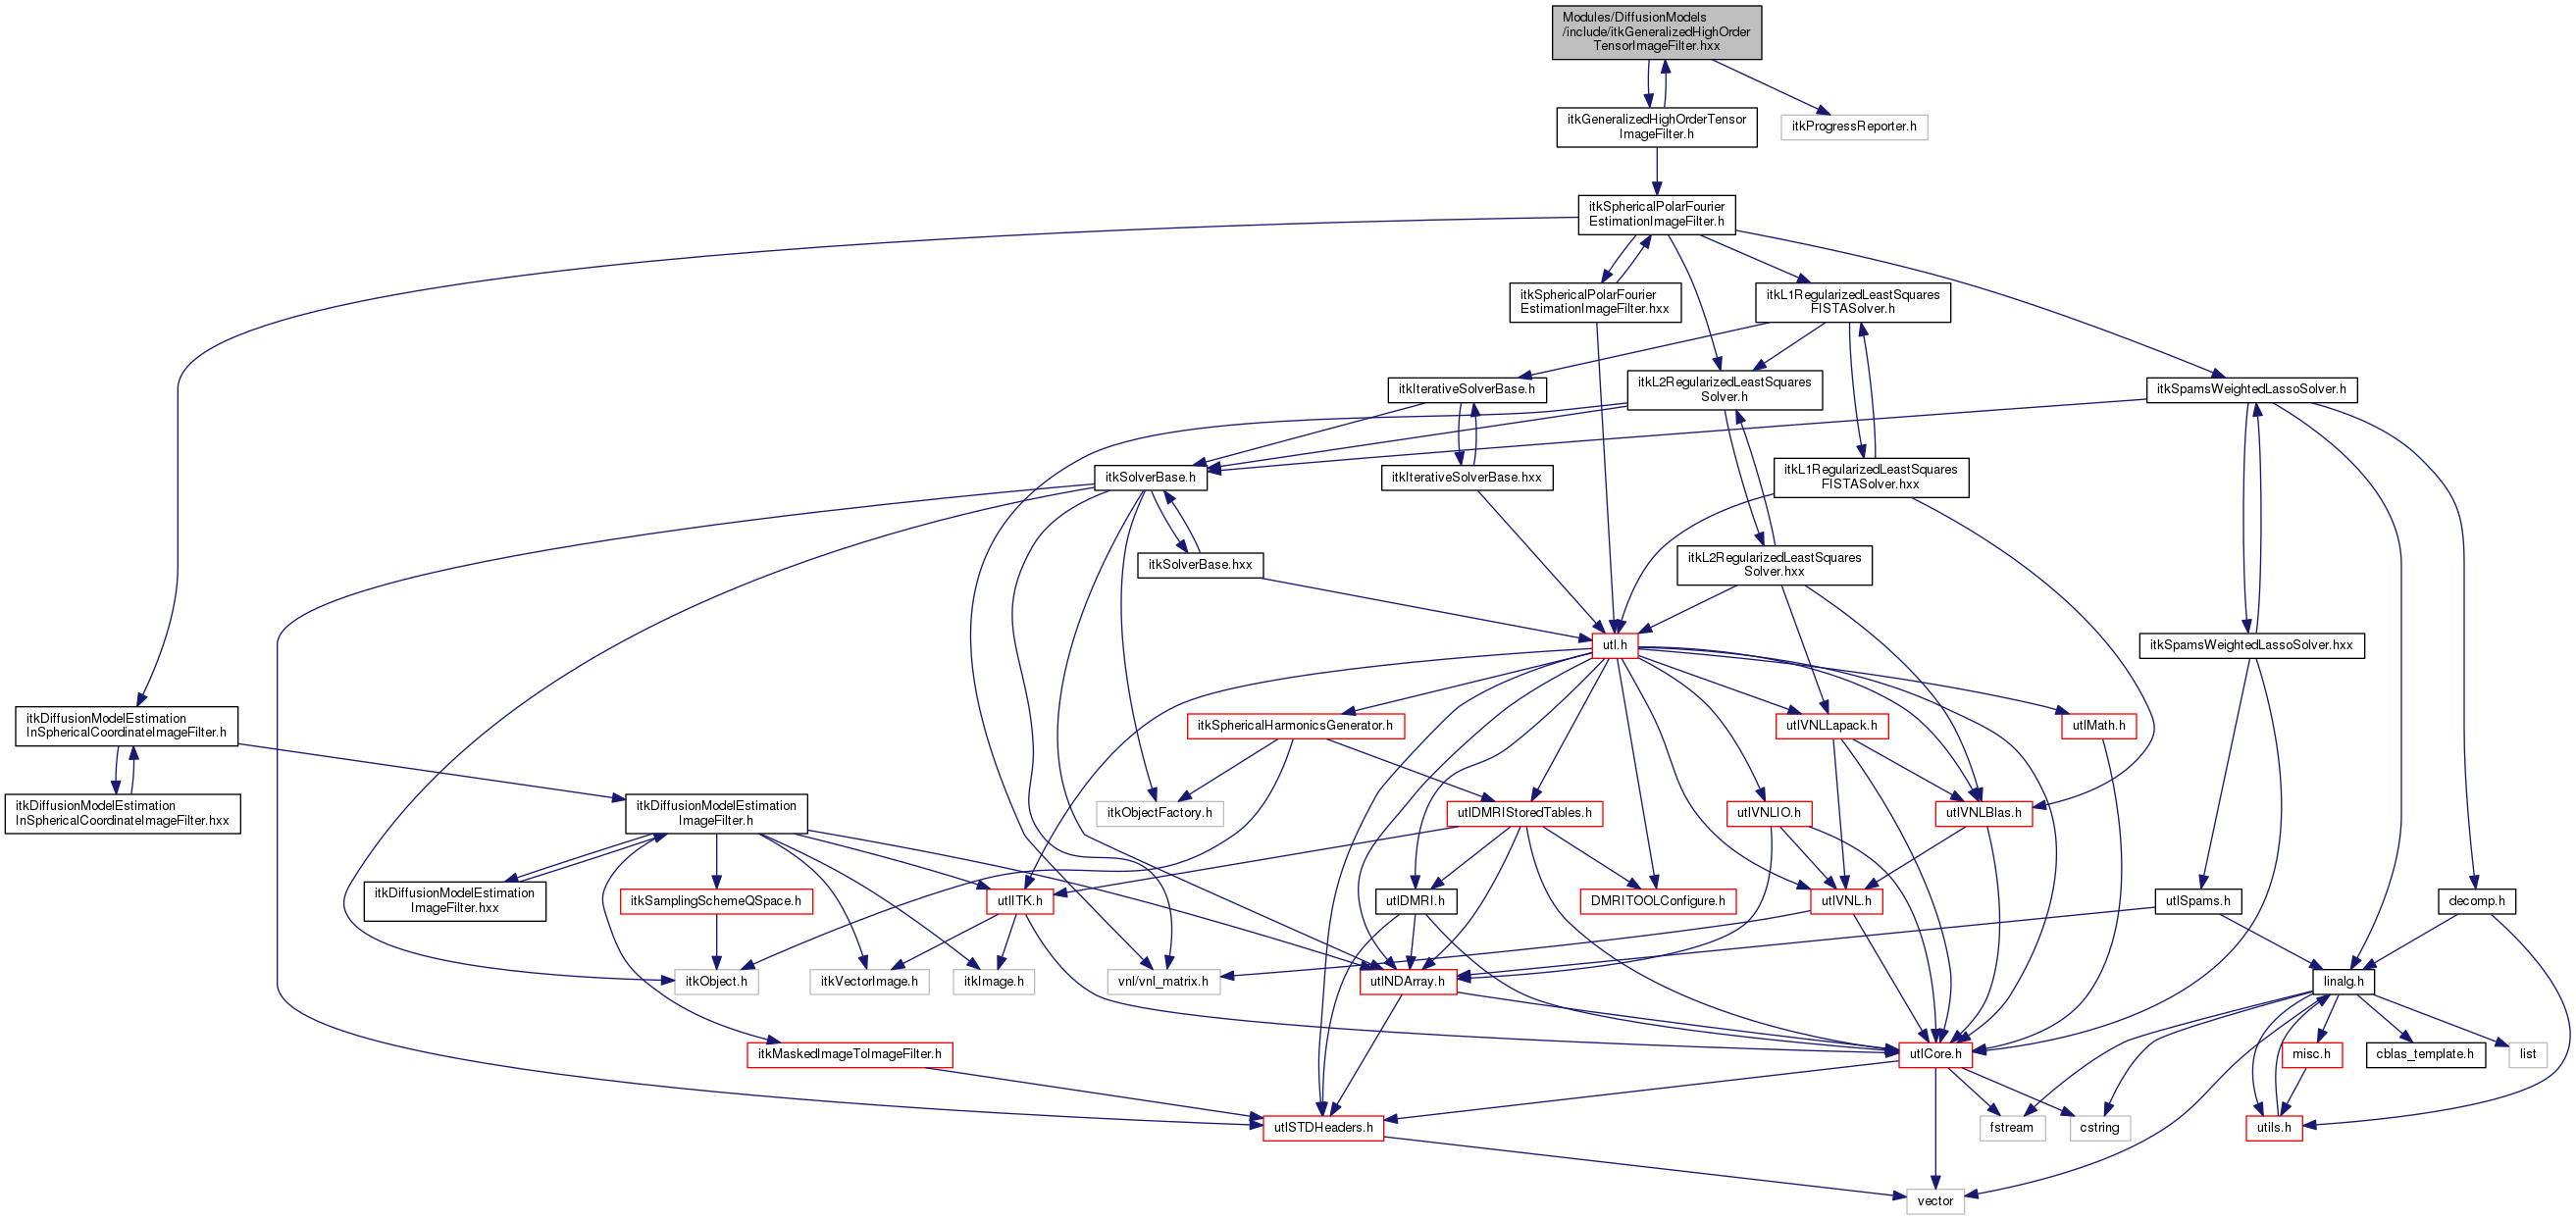 Modules/DiffusionModels
/include/itkGeneralizedHighOrder
TensorImageFilter.hxx
itkGeneralizedHighOrderTensor
ImageFilter.h
itkProgressReporter.h
itkSphericalPolarFourier
EstimationImageFilter.h
itkSphericalPolarFourier
EstimationImageFilter.hxx
itkL1RegularizedLeastSquares
FISTASolver.h
itkIterativeSolverBase.h
itkL2RegularizedLeastSquares
Solver.h
itkSpamsWeightedLassoSolver.h
itkSolverBase.h
itkIterativeSolverBase.hxx
itkL1RegularizedLeastSquares
FISTASolver.hxx
itkSolverBase.hxx
itkL2RegularizedLeastSquares
Solver.hxx
utl.h
itkSpamsWeightedLassoSolver.hxx
itkDiffusionModelEstimation
InSphericalCoordinateImageFilter.h
itkSphericalHarmonicsGenerator.h
utlVNLLapack.h
utlMath.h
itkDiffusionModelEstimation
InSphericalCoordinateImageFilter.hxx
itkDiffusionModelEstimation
ImageFilter.h
itkObjectFactory.h
utlDMRIStoredTables.h
utlVNLIO.h
utlVNLBlas.h
itkDiffusionModelEstimation
ImageFilter.hxx
itkSamplingSchemeQSpace.h
utlITK.h
utlDMRI.h
DMRITOOLConfigure.h
utlVNL.h
utlSpams.h
decomp.h
itkObject.h
itkVectorImage.h
itkImage.h
vnl/vnl_matrix.h
utlNDArray.h
linalg.h
itkMaskedImageToImageFilter.h
utlCore.h
misc.h
cblas_template.h
list
utlSTDHeaders.h
fstream
cstring
utils.h
vector